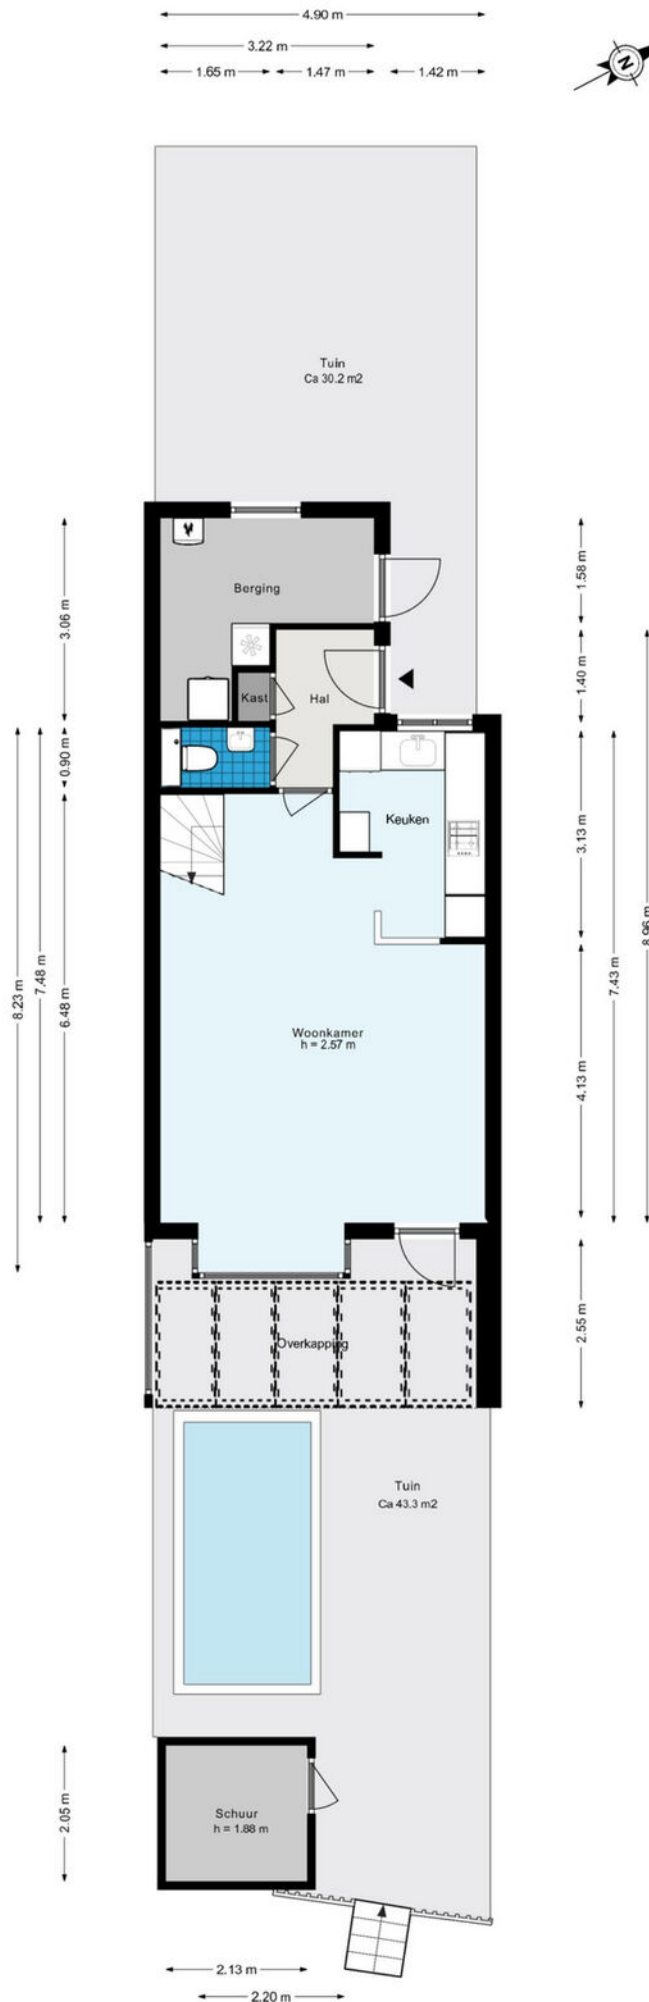 4.90 m
3.22 m
1.65 m
1.47 m
1.42 m
N
Tuin
Ca 30.2 m2
Berging
Kast
Hal
Keuken
Woonkamer
h = 2.57 m
Overkapping
Tuin
Ca 43.3 m2
Schuur
h = 1.88 m
8.23 m
7.48 m
3.06 m
0.90 m
6.48 m
2.05 m
1.58 m
1.40 m
3.13 m
4.13 m
2.55 m
7.43 m
8.96 m
2.13 m
2.20 m